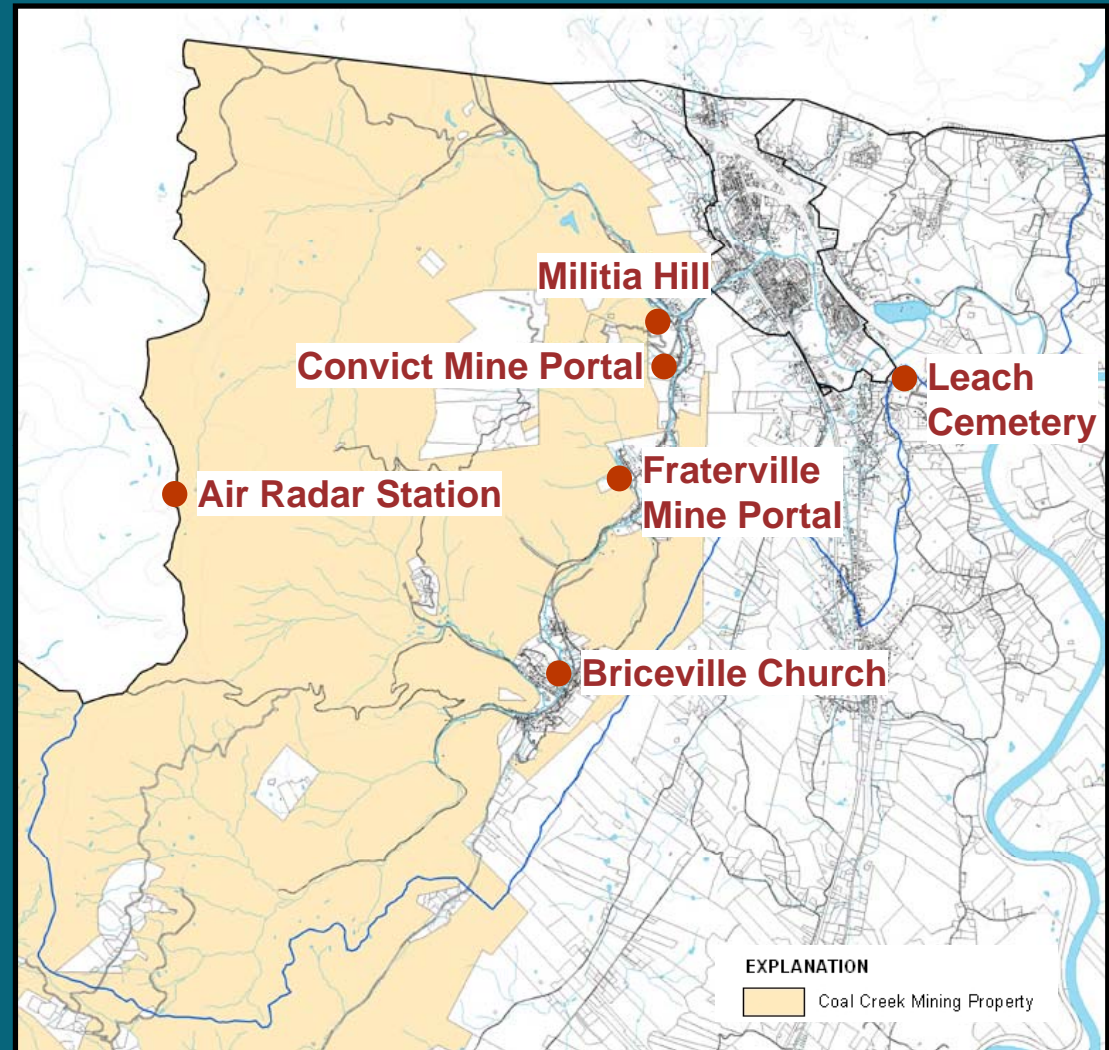 Militia Hill
Convict Mine Portal
Leach
Cemetery
Fraterville
Mine Portal
Air Radar Station
Briceville Church
EXPLANATION
Coal Creek Mining Property